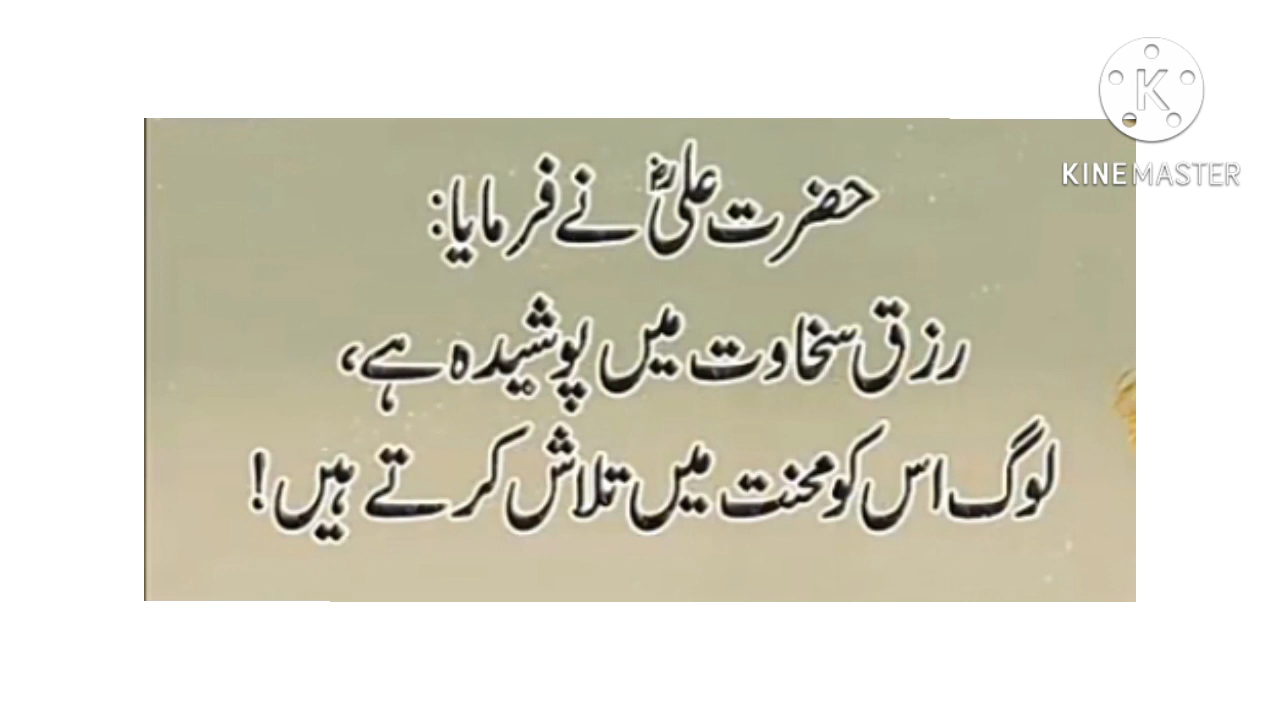 KINEMASTER
حضرت علیؓ نے فرمایا:
رزق سخاوت میں پوشیدہ ہے،
لوگ اس کو محنت میں تلاش کرتے ہیں!